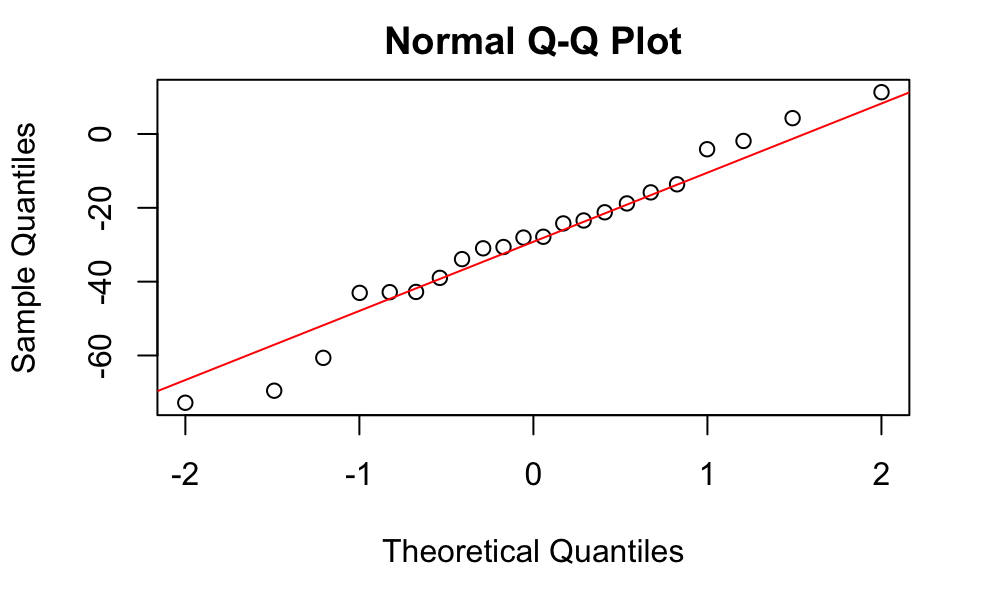 Normal Q-Q Plot
Sample Quantiles
0
-20
-40
-60
-2 -1 0 1 2
Theoretical Quantiles